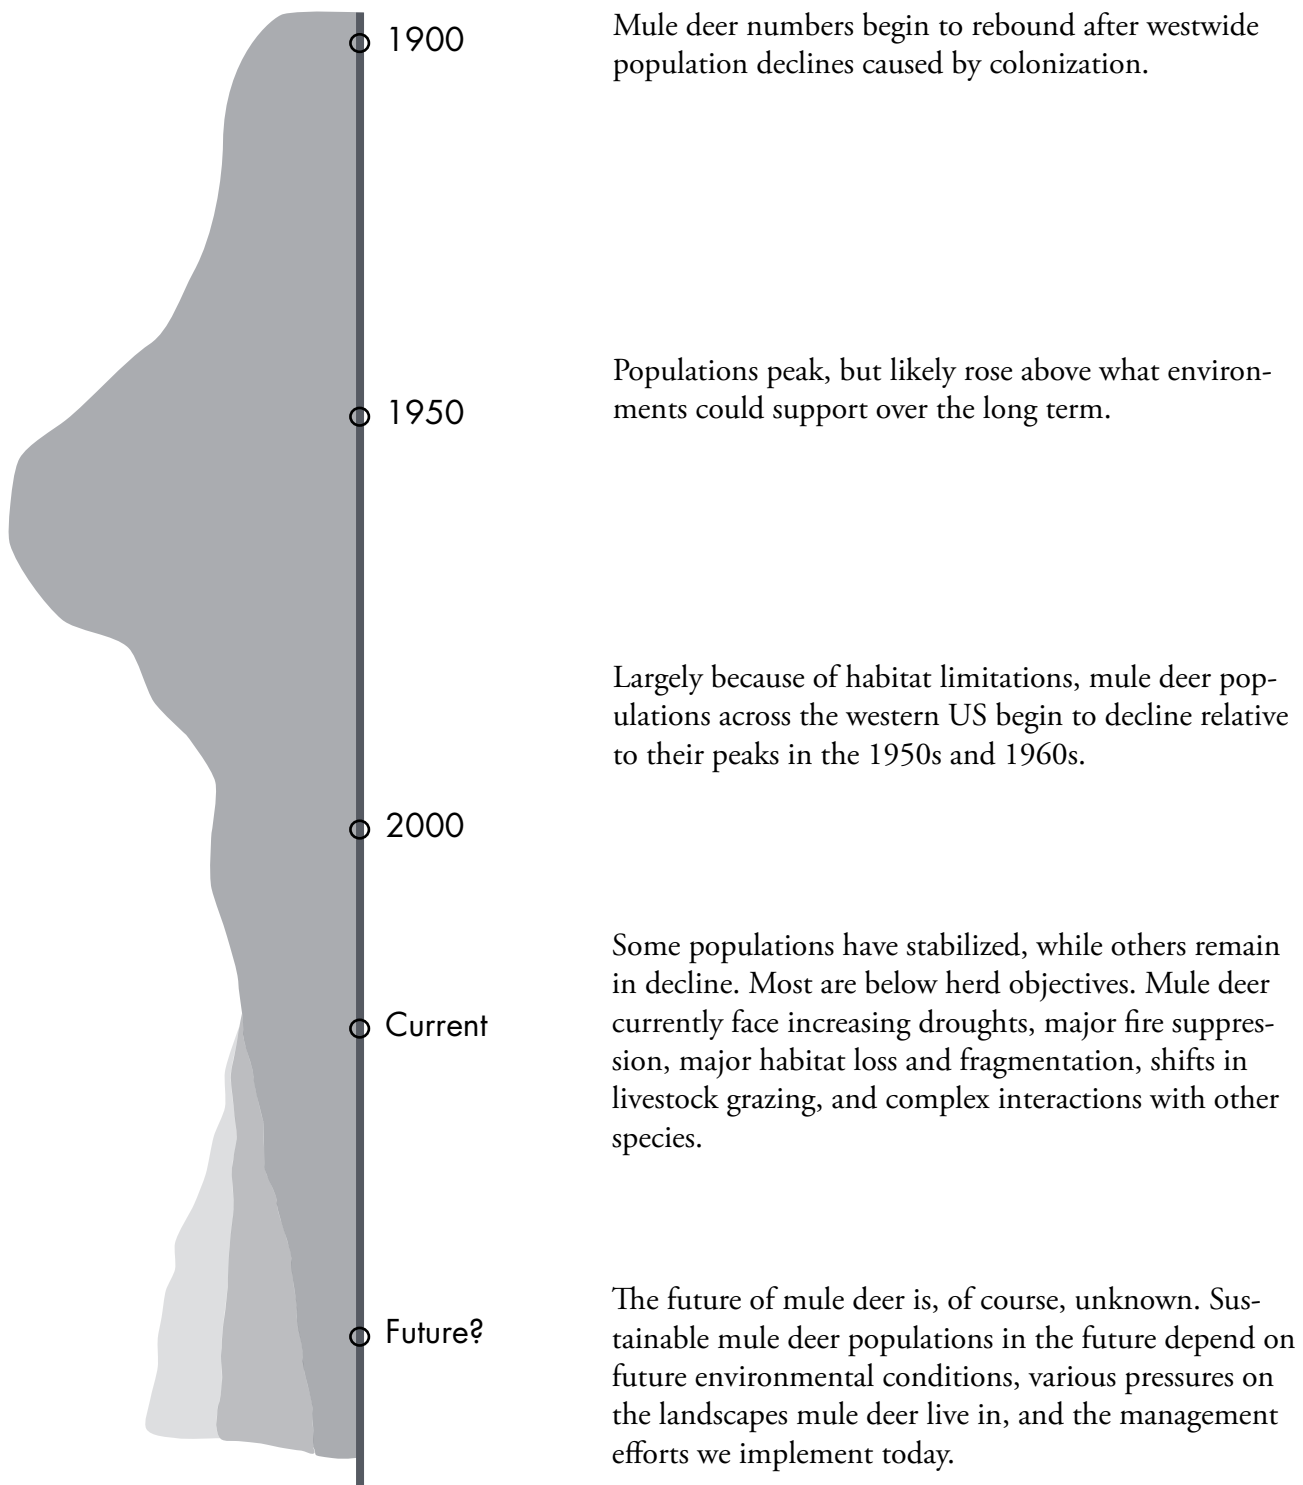 1900
Mule deer numbers begin to rebound after westwide
population declines caused by colonization.
1950
Populations peak, but likely rose above what environ-
ments could support over the long term.
Largely because of habitat limitations, mule deer pop-
ulations across the western US begin to decline relative
to their peaks in the 1950s and 1960s.
2000
Some populations have stabilized, while others remain
in decline. Most are below herd objectives. Mule deer
currently face increasing droughts, major fire suppres-
sion, major habitat loss and fragmentation, shifts in
livestock grazing, and complex interactions with other
species.
Current
The future of mule deer is, of course, unknown. Sus-
tainable mule deer populations in the future depend on
future environmental conditions, various pressures on
the landscapes mule deer live in, and the management
efforts we implement today.
Future?